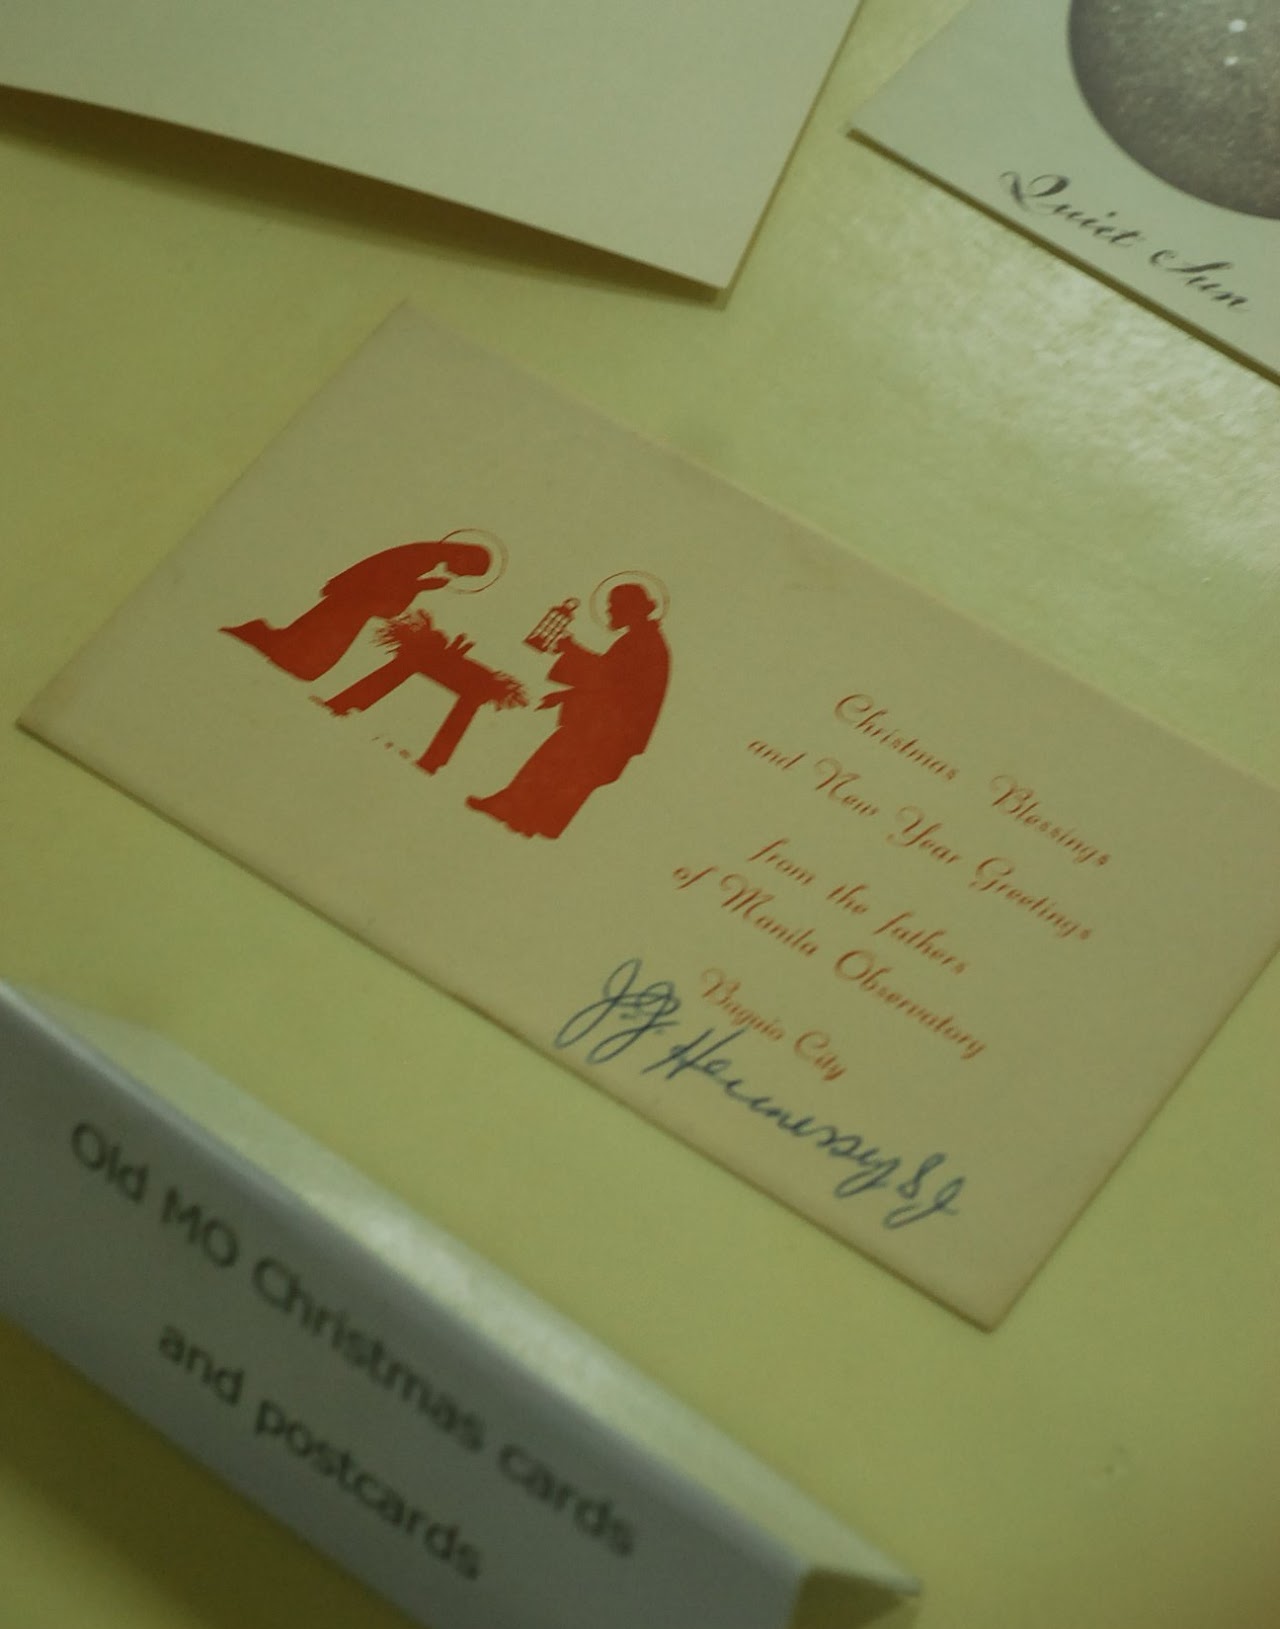 Quiet Sun
Christmas Blessings
and New Year Greetings
from the fathers
of Manila Observatory
Baguio City
J.J. Hennessy SJ
Old MO Christmas cards
and postcards